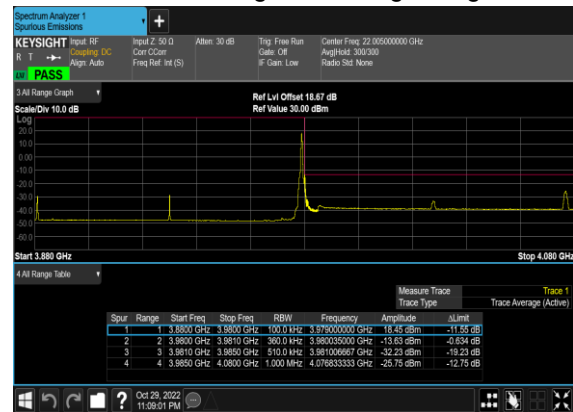 Spectrum Analyzer 1
Spurious Emissions
+
KEYSIGHT Input: RF Input Z: 50 Ω Atten: 30 dB Trig: Free Run Center Freq: 22.005000000 GHz
R T Coupling: DC Corr CCorr Gate: Off Avg|Hold: 300/300
Align: Auto Freq Ref: Int (S) IF Gain: Low Radio Std: None
LV PASS
3 All Range Graph
Ref Lvl Offset 18.67 dB
Scale/Div 10.0 dB Ref Value 30.00 dBm
Log
20.0
10.0
0.00
-10.0
-20.0
-30.0
-40.0
-50.0
-60.0
Start 3.880 GHz Stop 4.080 GHz
4 All Range Table
Measure Trace Trace 1
Trace Type Trace Average (Active)
Spur Range Start Freq Stop Freq RBW Frequency Amplitude ΔLimit
1 1 3.8800 GHz 3.9800 GHz 100.0 kHz 3.979000000 GHz 18.45 dBm -11.55 dB
2 2 3.9800 GHz 3.9810 GHz 360.0 kHz 3.980035000 GHz -13.63 dBm -0.634 dB
3 3 3.9810 GHz 3.9850 GHz 510.0 kHz 3.981006667 GHz -32.23 dBm -19.23 dB
4 4 3.9850 GHz 4.0800 GHz 1.000 MHz 4.076833333 GHz -25.75 dBm -12.75 dB
? Oct 29, 2022
11:09:01 PM